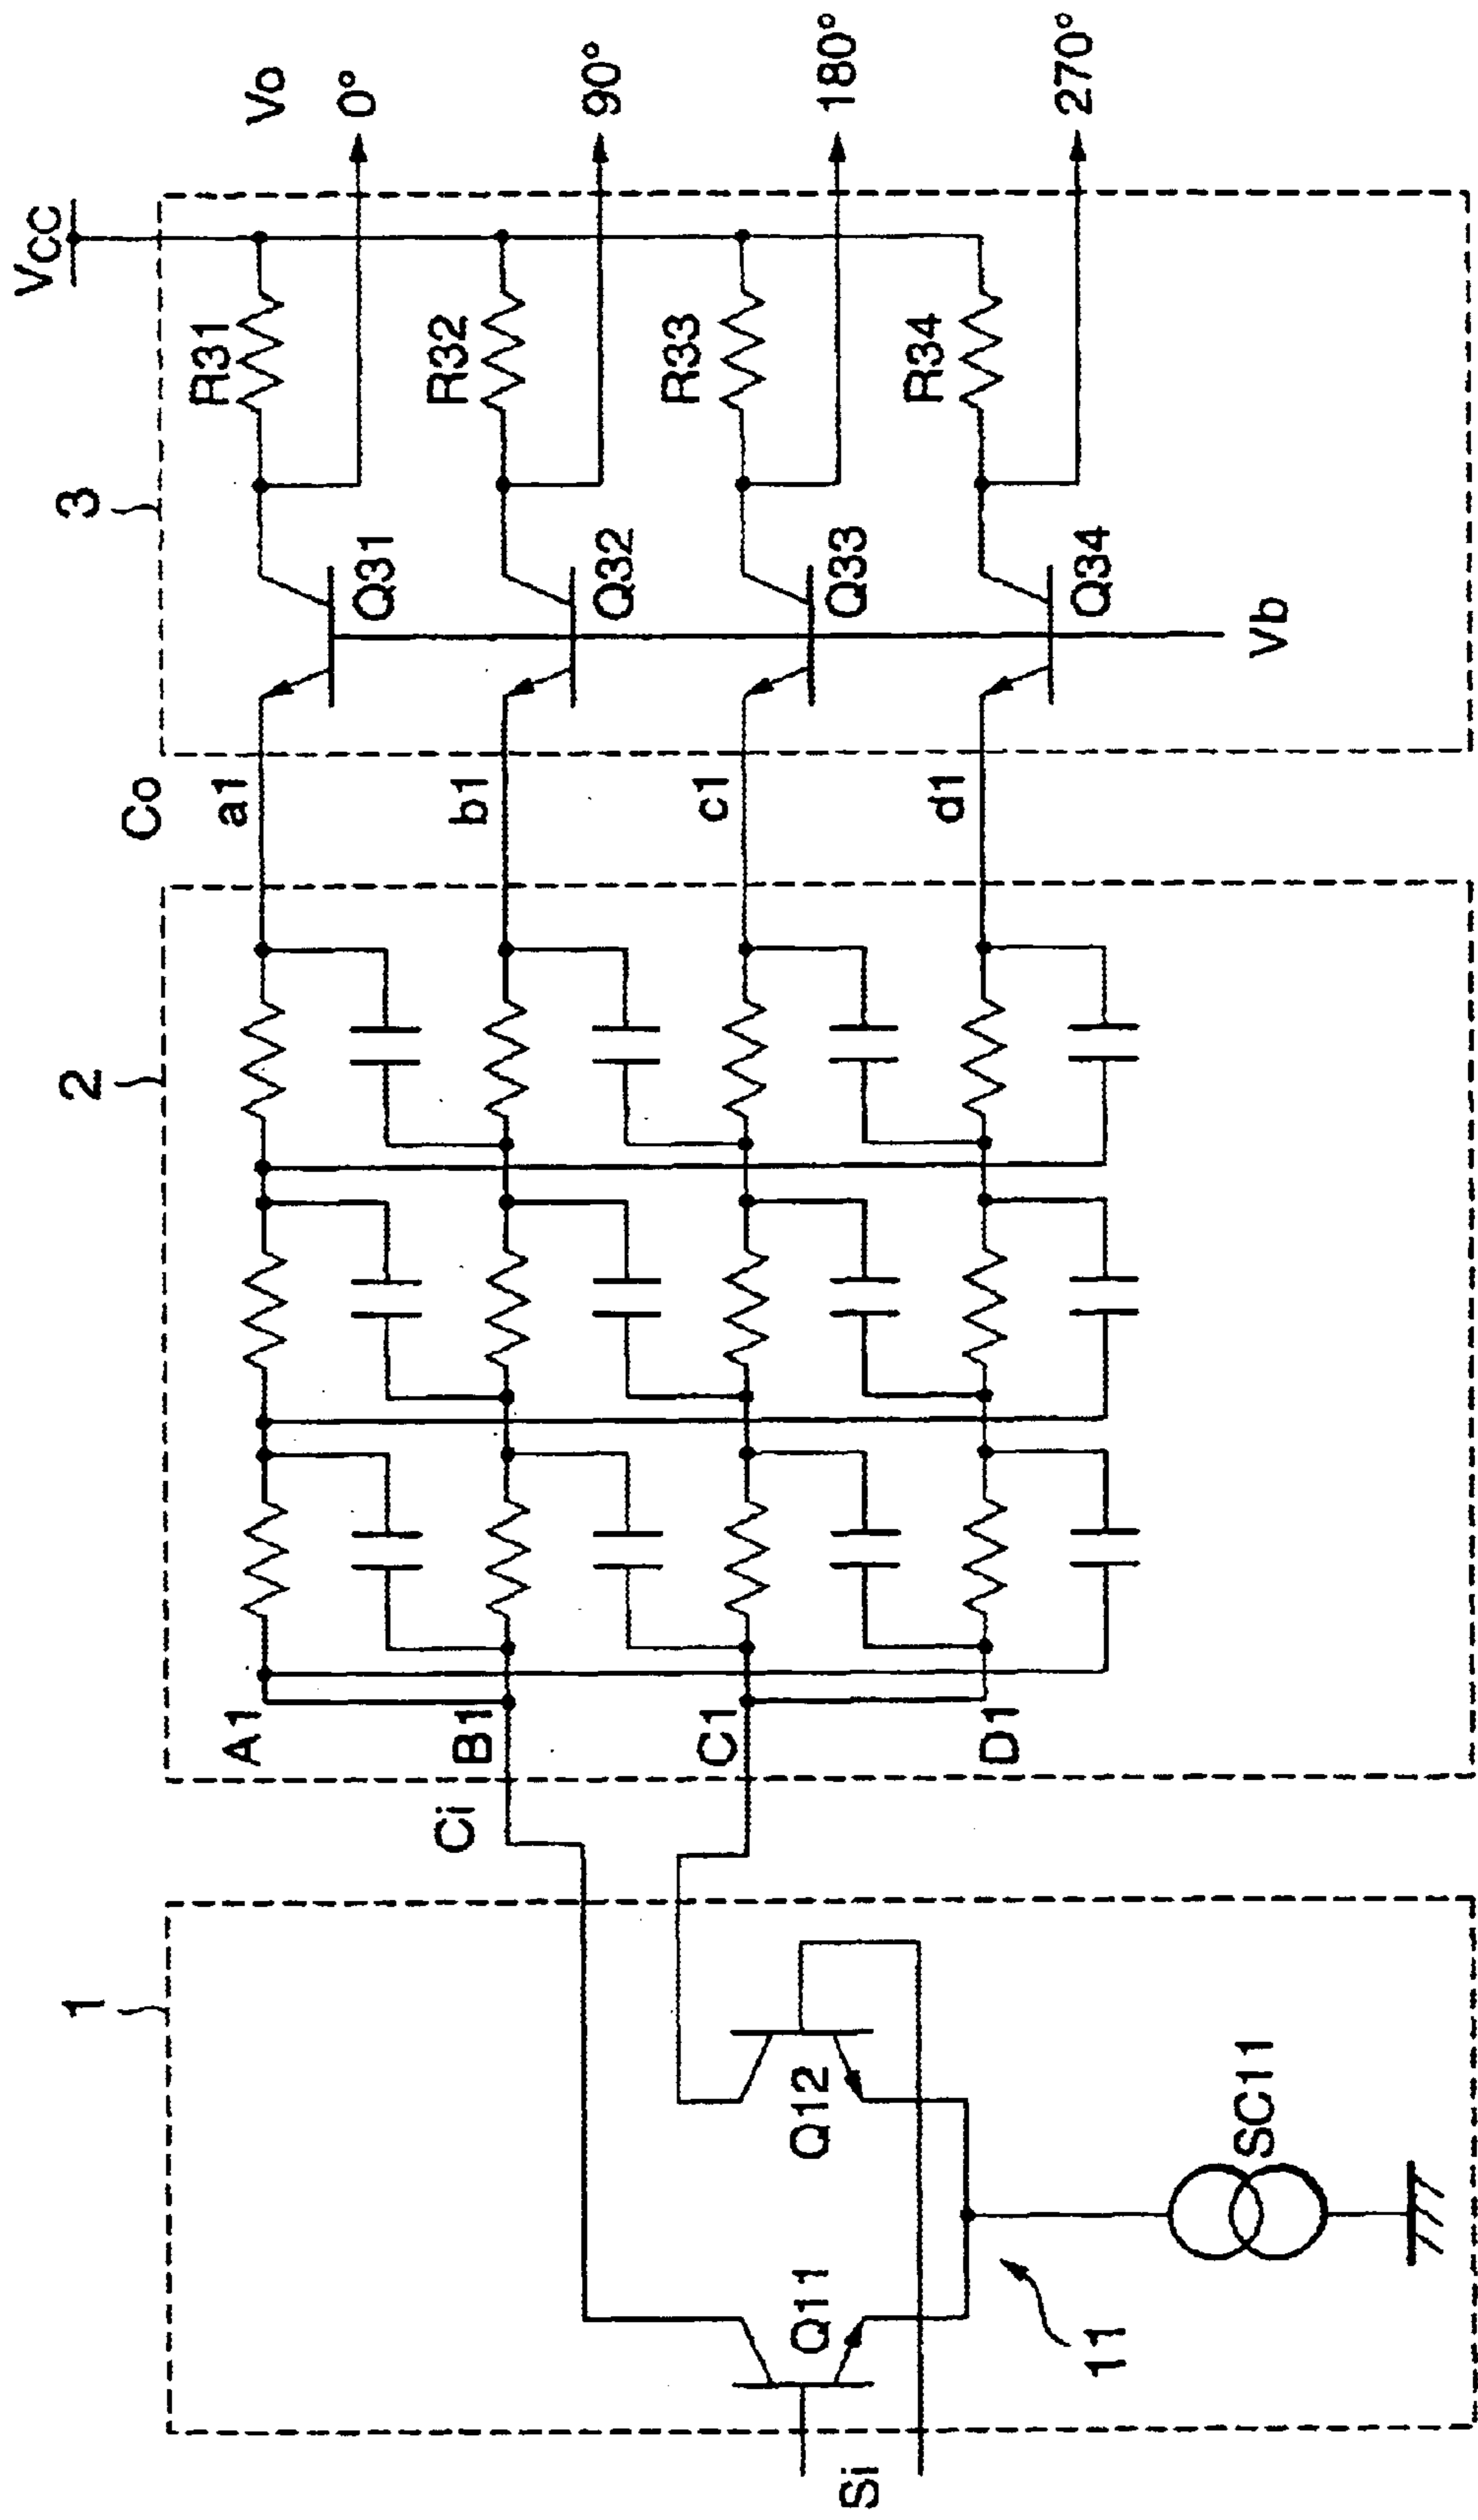 Vcc
Vo
0°
90°
180°
270°
3
R31
R32
R33
R34
Q31
Q32
Q33
Q34
Vb
Co
a1
b1
c1
d1
2
A1
B1
C1
D1
Ci
1
Q12
Q11
SC11
11
Si